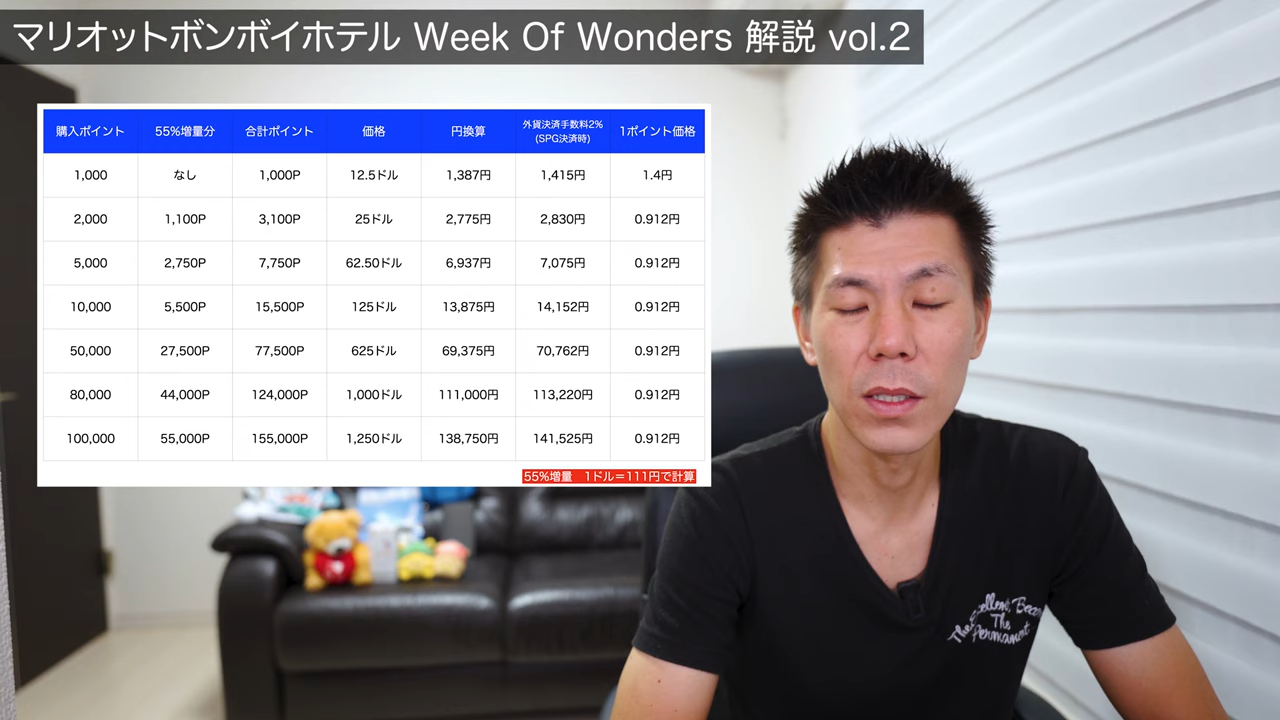 マリオットボンボイホテル Week Of Wonders 解説 vol.2
購入ポイント 55%増量分 合計ポイント 価格 円換算 外貨決済手数料2% (SPG決済時) 1ポイント価格
1,000 なし 1,000P 12.5ドル 1,387円 1,415円 1.4円
2,000 1,100P 3,100P 25ドル 2,775円 2,830円 0.912円
5,000 2,750P 7,750P 62.50ドル 6,937円 7,075円 0.912円
10,000 5,500P 15,500P 125ドル 13,875円 14,152円 0.912円
50,000 27,500P 77,500P 625ドル 69,375円 70,762円 0.912円
80,000 44,000P 124,000P 1,000ドル 111,000円 113,220円 0.912円
100,000 55,000P 155,000P 1,250ドル 138,750円 141,525円 0.912円
55%増量 1ドル=111円で計算
The Excellent
The
Permanent